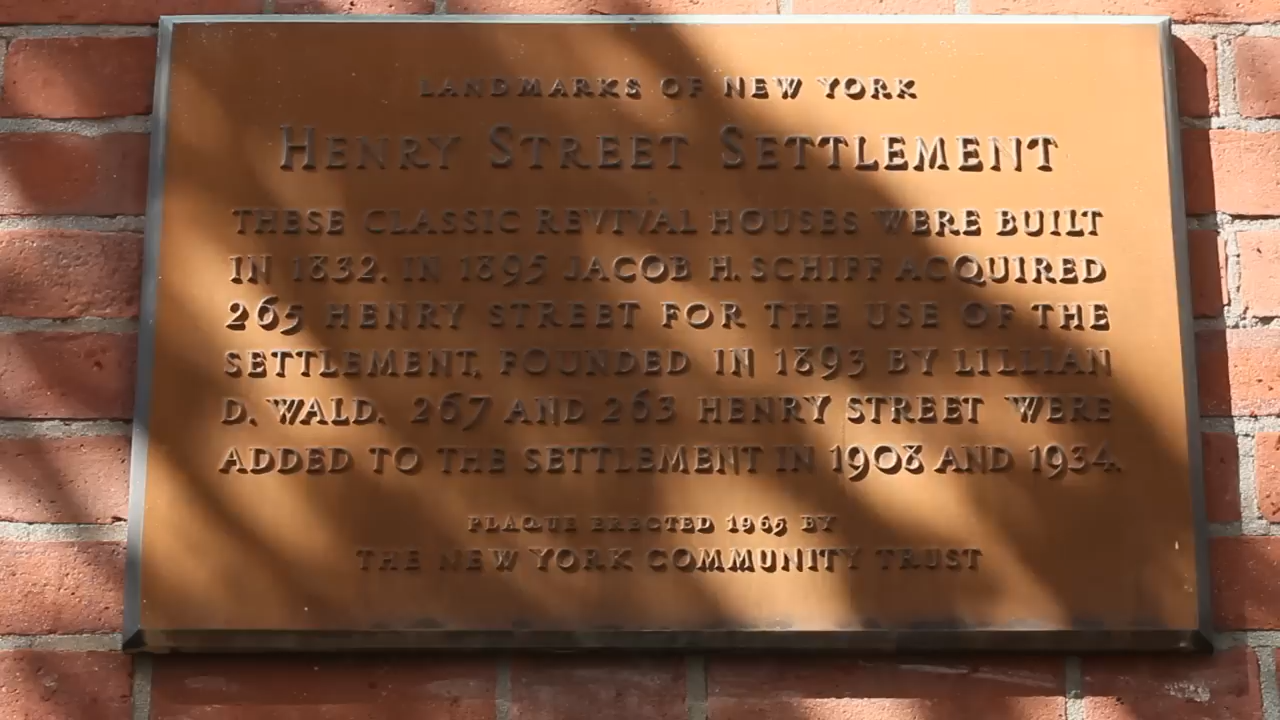 LANDMARKS OF NEW YORK
HENRY STREET SETTLEMENT
THESE CLASSIC REVIVAL HOUSES WERE BUILT
IN 1832. IN 1895 JACOB H. SCHIFF ACQUIRED
265 HENRY STREET FOR THE USE OF THE
SETTLEMENT, FOUNDED IN 1893 BY LILLIAN
D. WALD. 267 AND 263 HENRY STREET WERE
ADDED TO THE SETTLEMENT IN 1908 AND 1934.
PLAQUE ERECTED 1965 BY
THE NEW YORK COMMUNITY TRUST